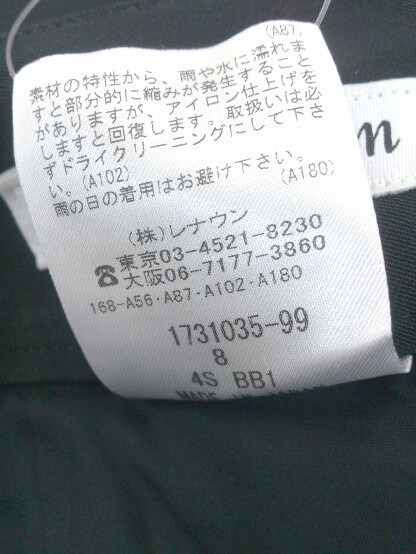 (A87)
素材の特性から、雨や水に濡れま
すと部分的に縮みが発生すること
がありますが、アイロン仕上げを
しますと回復します。取扱いは必
ずドライクリーニングにして下さ
い。(A102)
雨の日の着用はお避け下さい。
(A180)
(株)レナウン
東京03-4521-8230
☎大阪06-7177-3860
168-A56・A87・A102・A180
1731035-99
8
4S BB1
MADE IN JAPAN
m